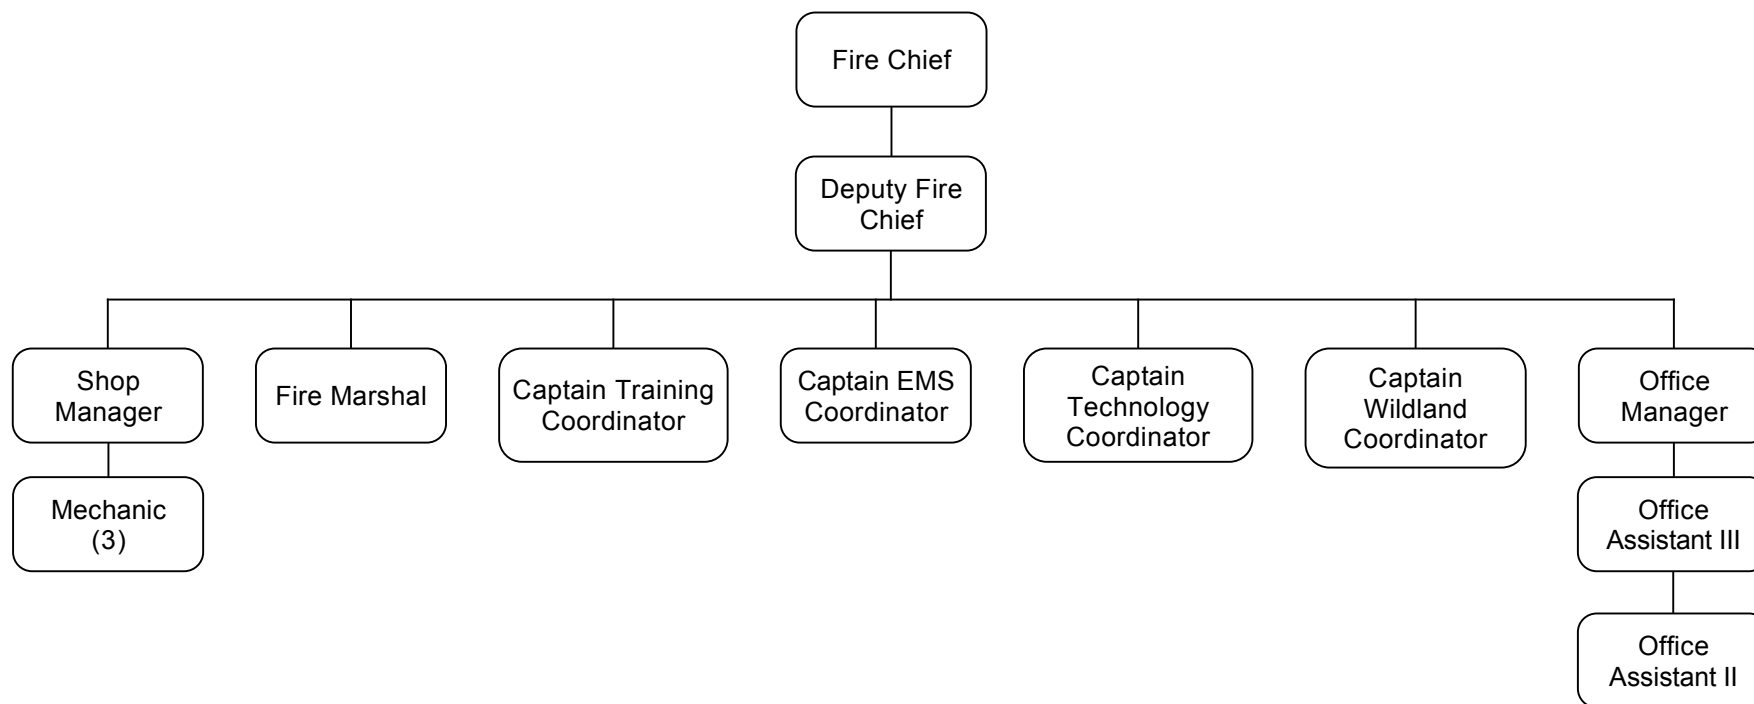 Fire Chief
Deputy Fire
Chief
Shop
Manager
Fire Marshal
Captain Training
Coordinator
Captain EMS
Coordinator
Captain
Technology
Coordinator
Captain
Wildland
Coordinator
Office
Manager
Mechanic
(3)
Office
Assistant III
Office
Assistant II